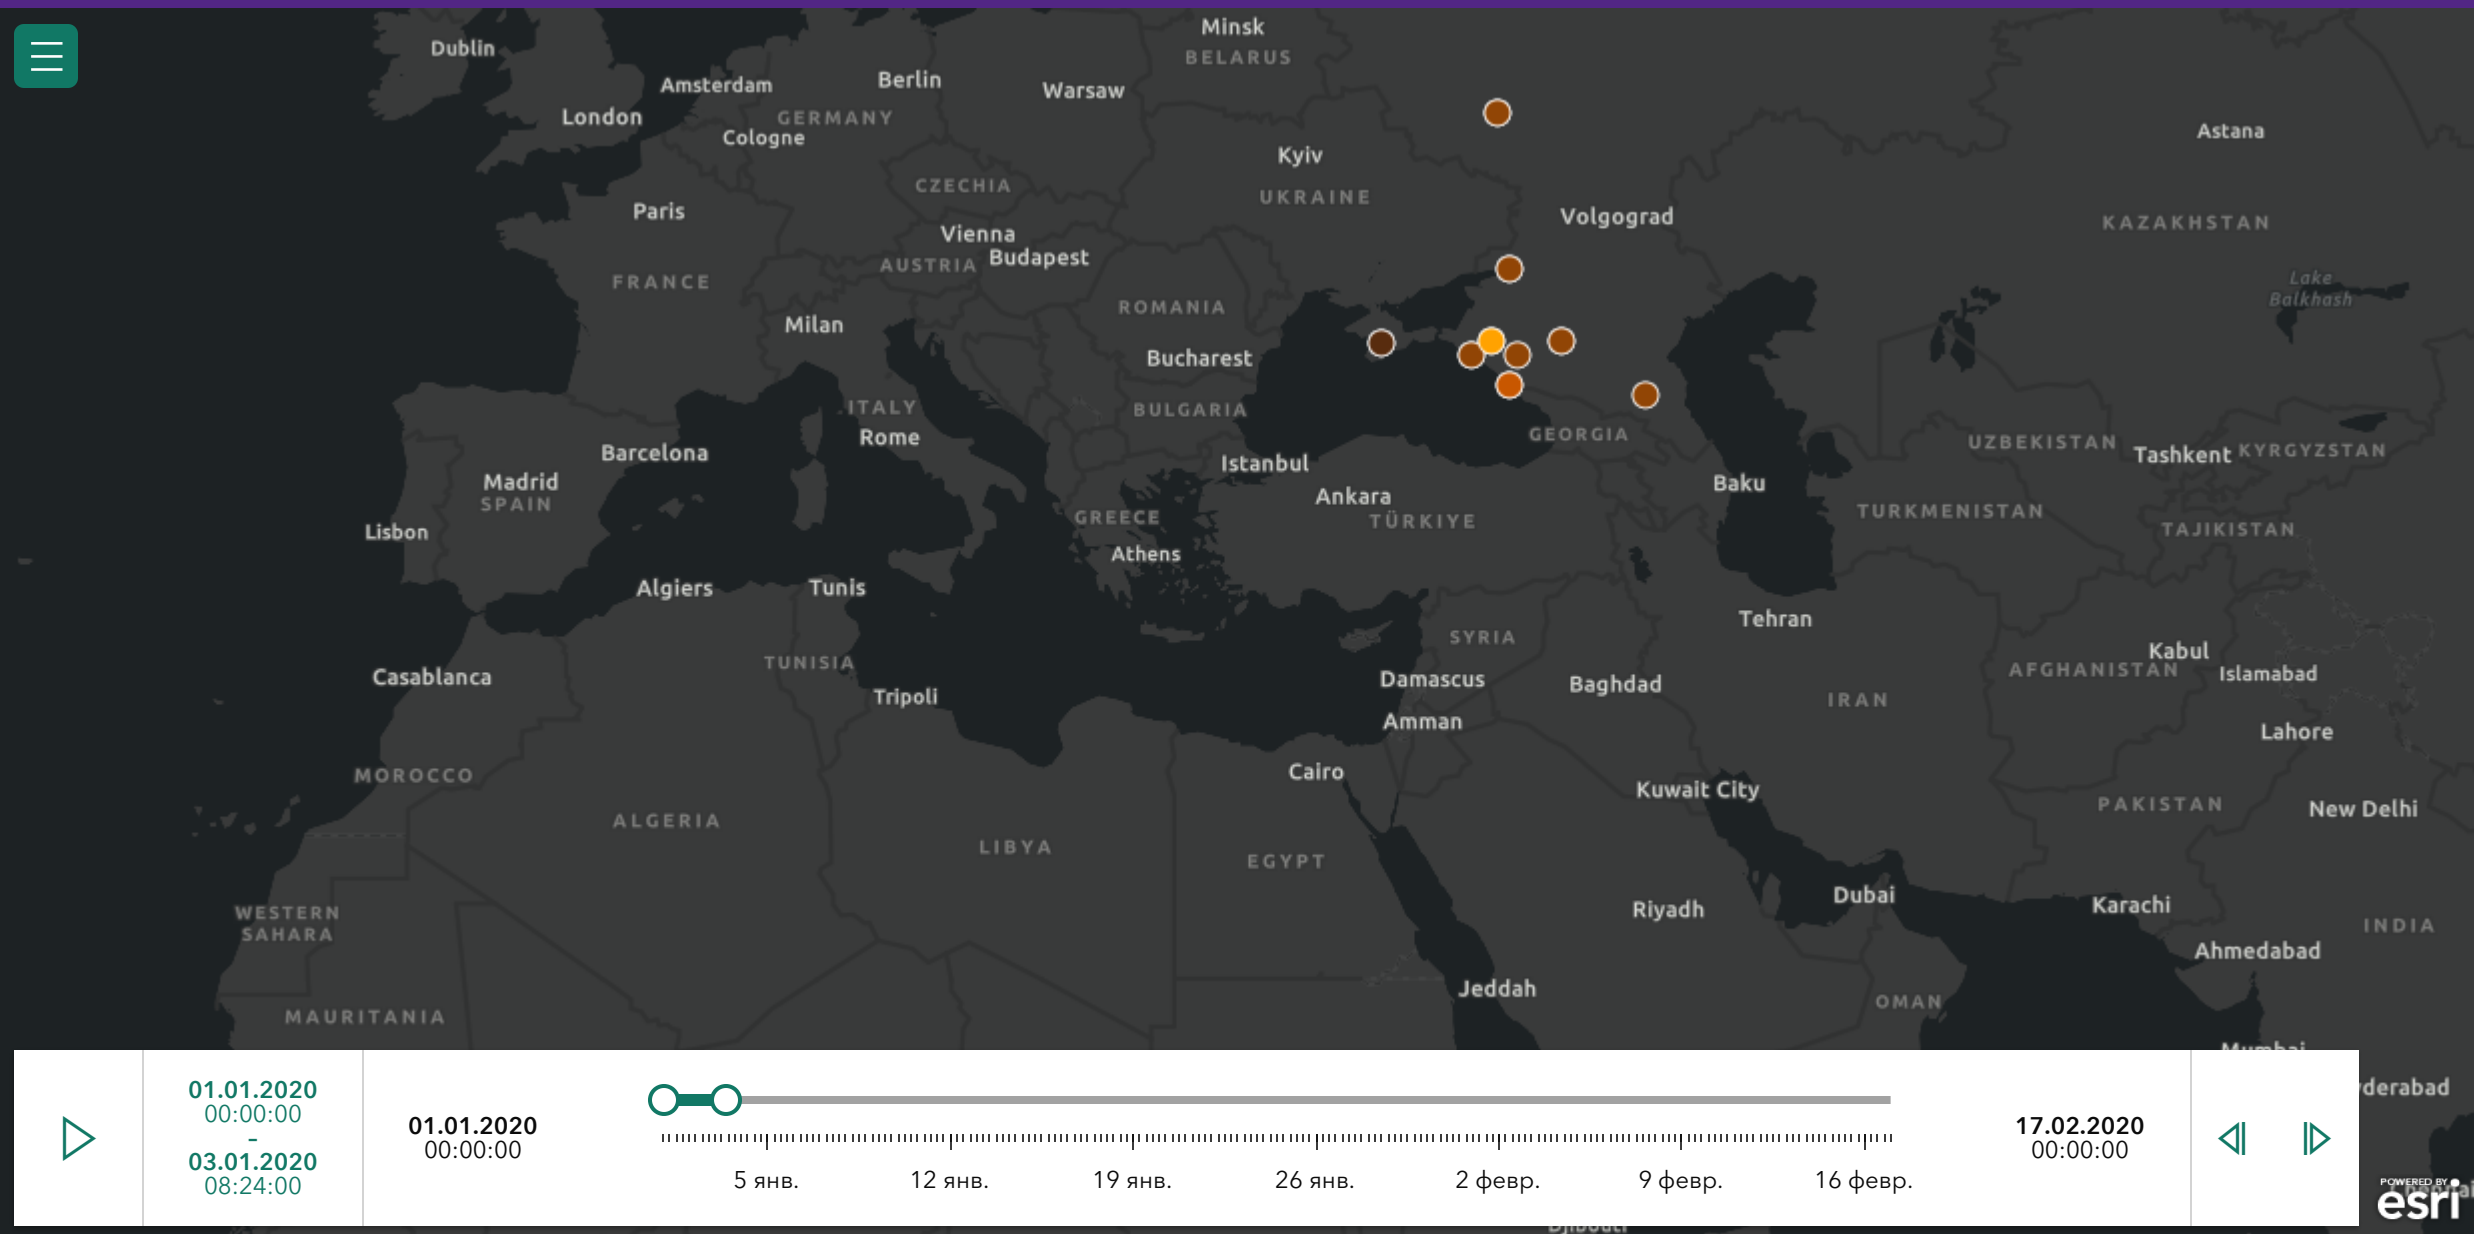 Minsk
BELARUS
Dublin
Berlin
Amsterdam
Warsaw
London
GERMANY
Cologne
Astana
Kyiv
CZECHIA
UKRAINE
Paris
Volgograd
KAZAKHSTAN
Vienna
Budapest
AUSTRIA
FRANCE
Lake
Balkhash
ROMANIA
Milan
Bucharest
ITALY
BULGARIA
Rome
GEORGIA
UZBEKISTAN
Tashkent
KYRGYZSTAN
Barcelona
Istanbul
Madrid
SPAIN
Baku
Ankara
TÜRKIYE
GREECE
TURKMENISTAN
Lisbon
TAJIKISTAN
Athens
Algiers
Tunis
Tehran
SYRIA
TUNISIA
Kabul
AFGHANISTAN
Islamabad
Casablanca
Damascus
Baghdad
Tripoli
IRAN
Amman
Lahore
MOROCCO
Cairo
Kuwait City
PAKISTAN
New Delhi
ALGERIA
LIBYA
EGYPT
Dubai
Karachi
WESTERN
SAHARA
Riyadh
INDIA
Ahmedabad
Jeddah
OMAN
MAURITANIA
01.01.2020
00:00:00
-
03.01.2020
08:24:00
01.01.2020
00:00:00
5 янв.
12 янв.
19 янв.
26 янв.
2 февр.
9 февр.
16 февр.
17.02.2020
00:00:00
POWERED BY
esri